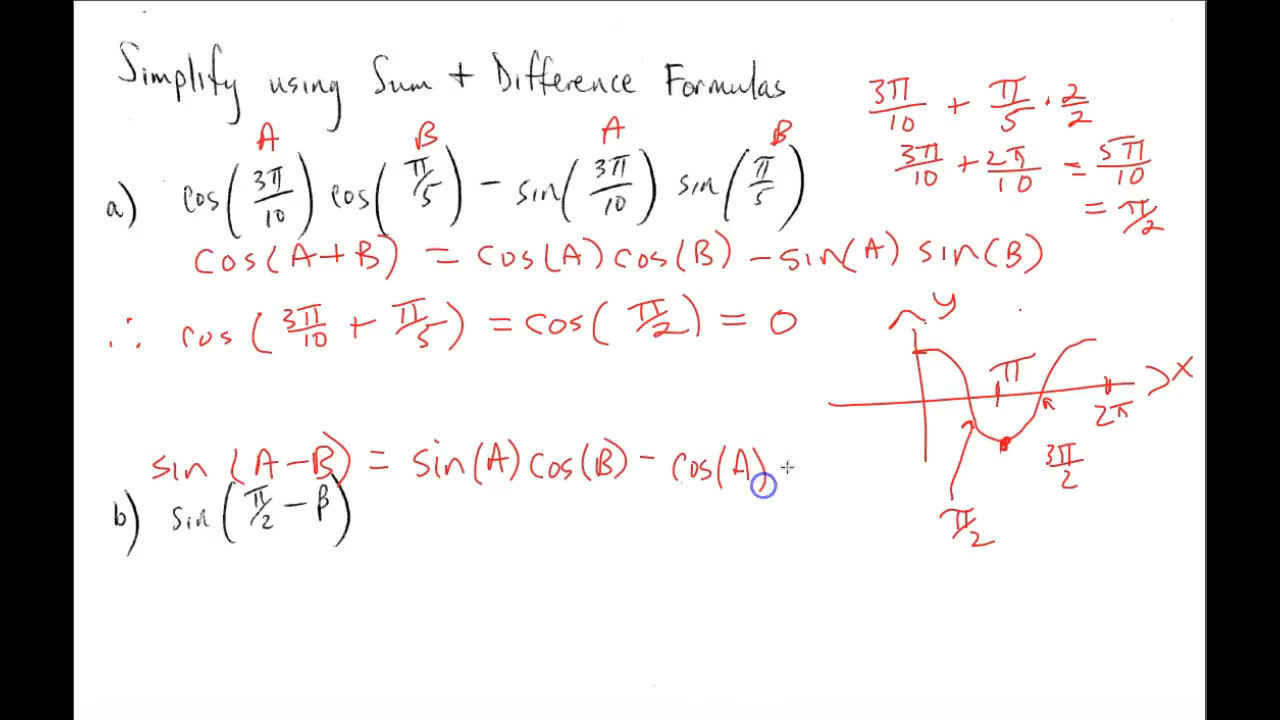 Simplify using Sum + Difference Formulas
A B A B
a) cos(3π/10) cos(π/5) - sin(3π/10) sin(π/5)
cos(A+B) = cos(A) cos(B) - sin(A) sin(B)
∴ cos(3π/10 + π/5) = cos(π/2) = 0
3π/10 + π/5 · 2/2
3π/10 + 2π/10 = 5π/10
= π/2
y
π
x
2π
3π/2
π/2
sin(A-B) = sin(A) cos(B) - cos(A)
b) sin(π/2 - β)